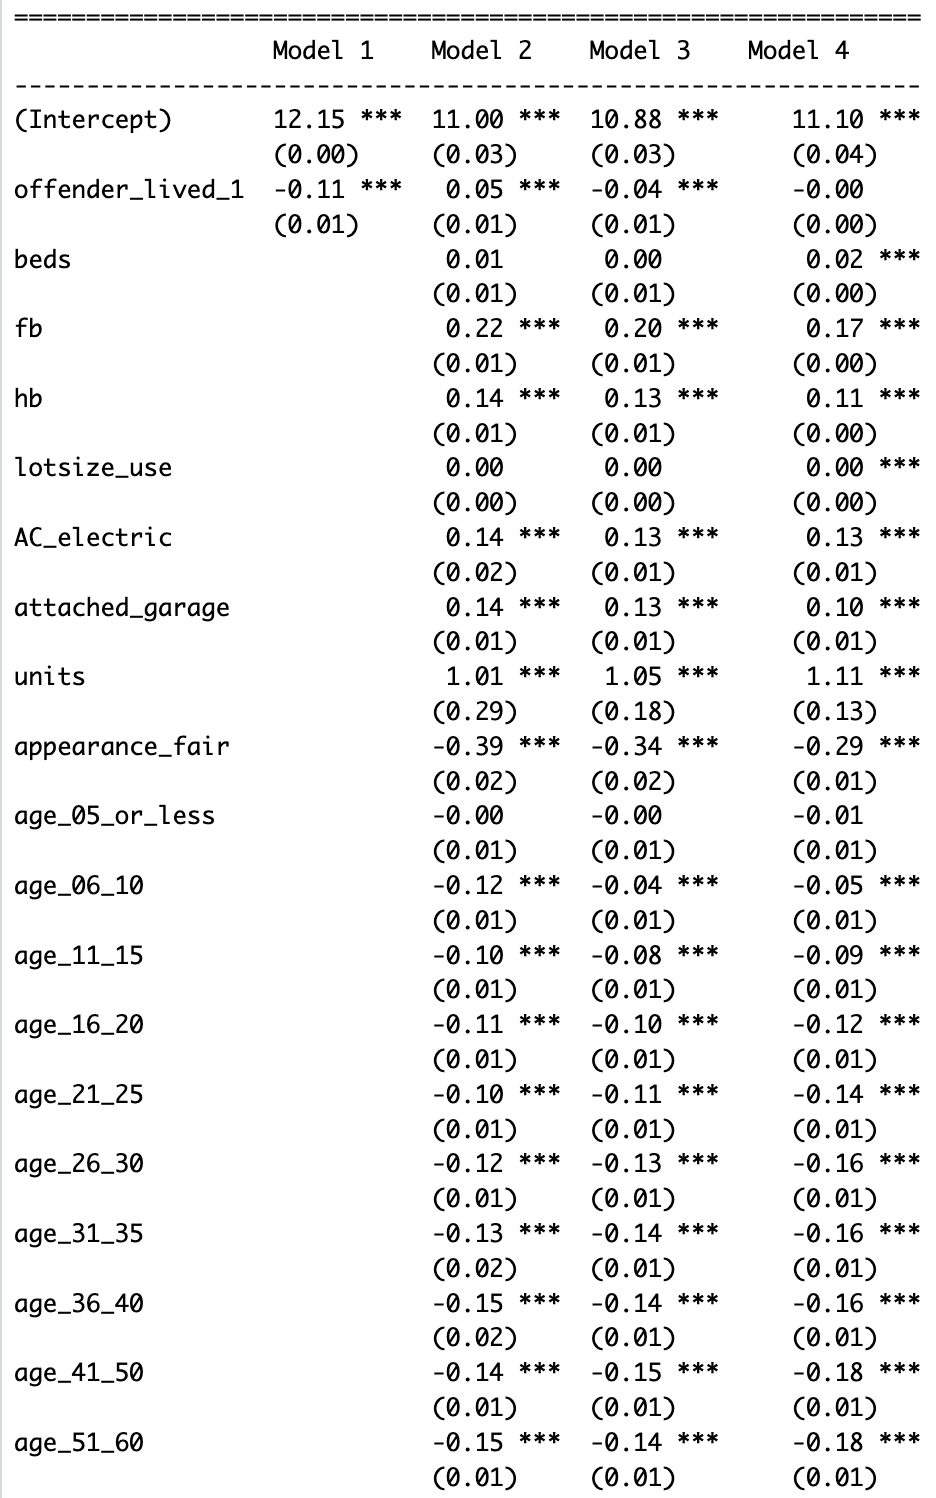 ===============================================================
                  Model 1    Model 2    Model 3    Model 4
---------------------------------------------------------------
(Intercept)       12.15 ***  11.00 ***  10.88 ***     11.10 ***
                  (0.00)     (0.03)     (0.03)        (0.04)
offender_lived_1  -0.11 ***   0.05 ***  -0.04 ***     -0.00
                  (0.01)     (0.01)     (0.01)        (0.00)
beds                          0.01       0.00          0.02 ***
                             (0.01)     (0.01)        (0.00)
fb                            0.22 ***   0.20 ***      0.17 ***
                             (0.01)     (0.01)        (0.00)
hb                            0.14 ***   0.13 ***      0.11 ***
                             (0.01)     (0.01)        (0.00)
lotsize_use                   0.00       0.00          0.00 ***
                             (0.00)     (0.00)        (0.00)
AC_electric                   0.14 ***   0.13 ***      0.13 ***
                             (0.02)     (0.01)        (0.01)
attached_garage               0.14 ***   0.13 ***      0.10 ***
                             (0.01)     (0.01)        (0.01)
units                         1.01 ***   1.05 ***      1.11 ***
                             (0.29)     (0.18)        (0.13)
appearance_fair              -0.39 ***  -0.34 ***     -0.29 ***
                             (0.02)     (0.02)        (0.01)
age_05_or_less               -0.00      -0.00         -0.01
                             (0.01)     (0.01)        (0.01)
age_06_10                    -0.12 ***  -0.04 ***     -0.05 ***
                             (0.01)     (0.01)        (0.01)
age_11_15                    -0.10 ***  -0.08 ***     -0.09 ***
                             (0.01)     (0.01)        (0.01)
age_16_20                    -0.11 ***  -0.10 ***     -0.12 ***
                             (0.01)     (0.01)        (0.01)
age_21_25                    -0.10 ***  -0.11 ***     -0.14 ***
                             (0.01)     (0.01)        (0.01)
age_26_30                    -0.12 ***  -0.13 ***     -0.16 ***
                             (0.01)     (0.01)        (0.01)
age_31_35                    -0.13 ***  -0.14 ***     -0.16 ***
                             (0.02)     (0.01)        (0.01)
age_36_40                    -0.15 ***  -0.14 ***     -0.16 ***
                             (0.02)     (0.01)        (0.01)
age_41_50                    -0.14 ***  -0.15 ***     -0.18 ***
                             (0.01)     (0.01)        (0.01)
age_51_60                    -0.15 ***  -0.14 ***     -0.18 ***
                             (0.01)     (0.01)        (0.01)